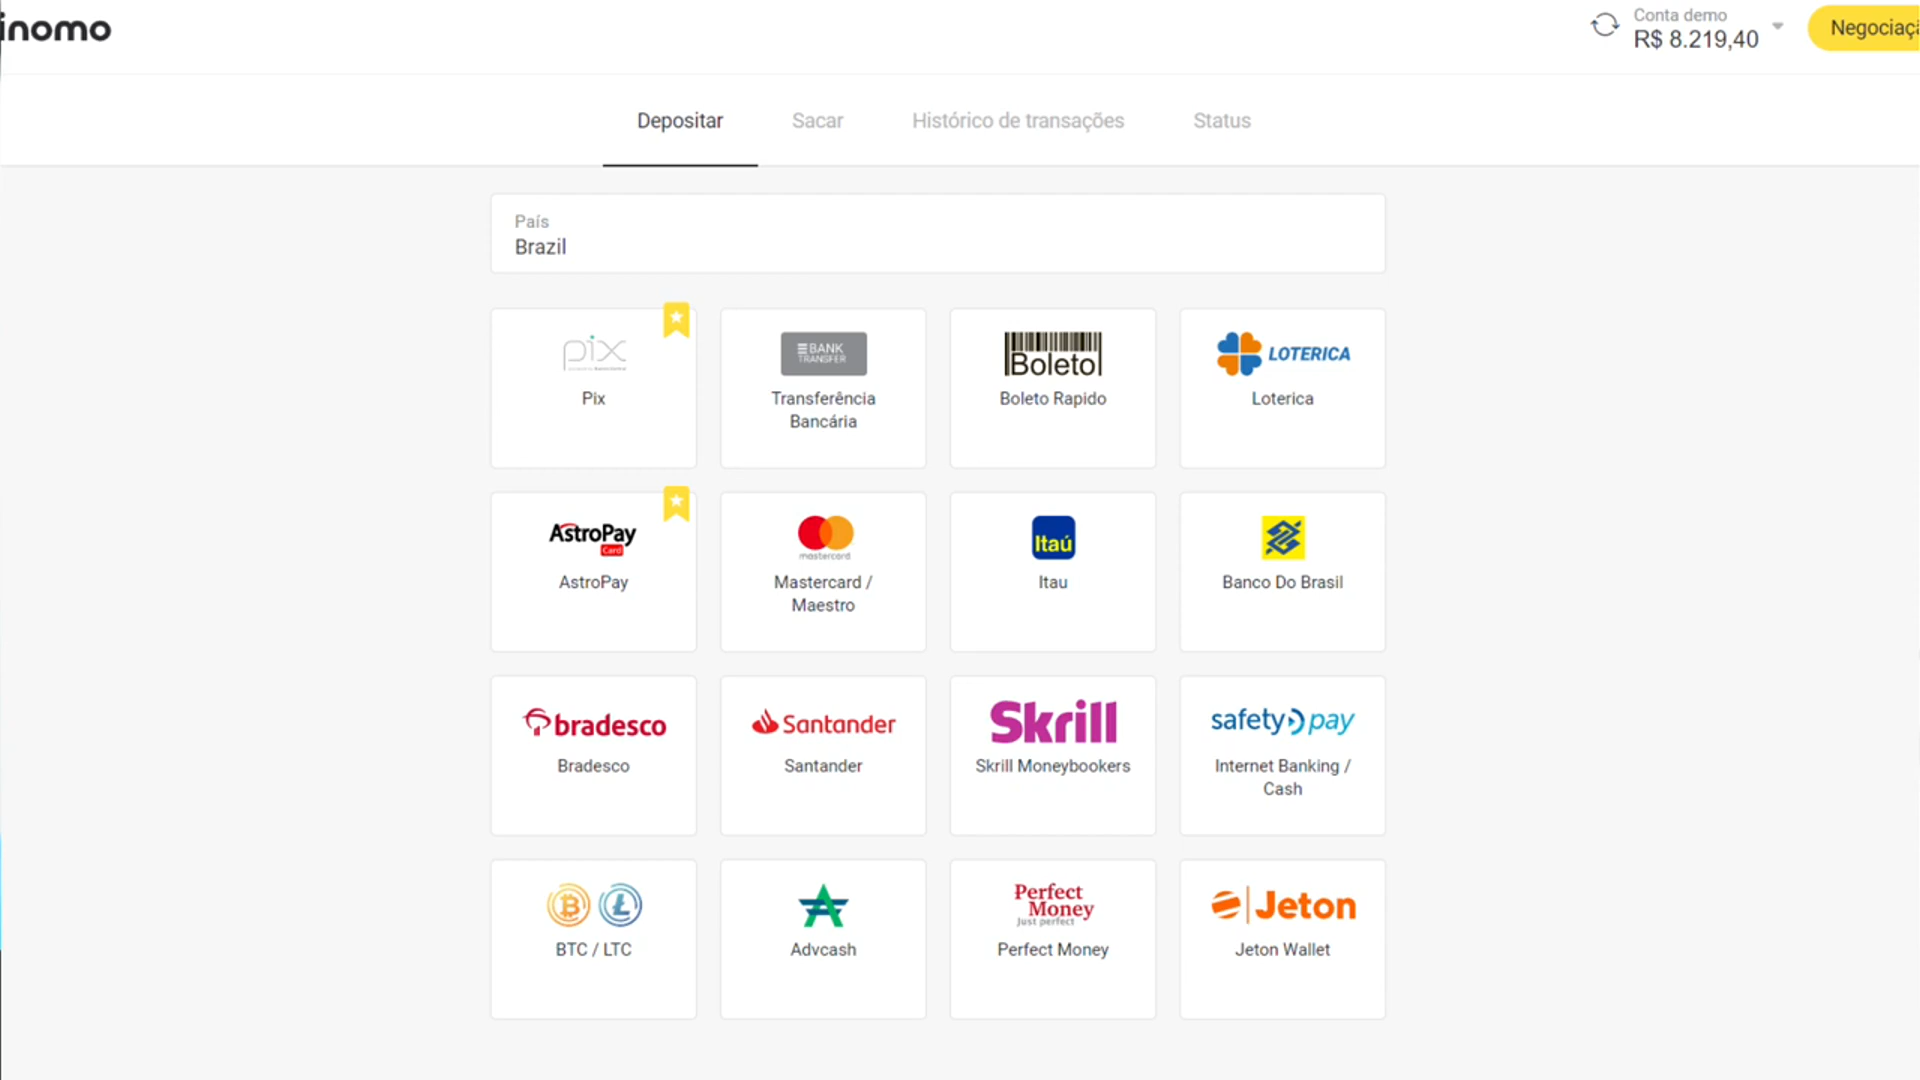 inomo
Conta demo
R$ 8.219,40
Negociaçã
Depositar
Sacar
Histórico de transações
Status
País
Brazil
pix
Pix
BANK
TRANSFER
Transferência
Bancária
Boleto
Boleto Rapido
LOTERICA
Loterica
AstroPay
Card
AstroPay
mastercard
Mastercard /
Maestro
Itaú
Itau
Banco Do Brasil
bradesco
Bradesco
Santander
Santander
Skrill
Skrill Moneybookers
safetypay
Internet Banking /
Cash
BTC / LTC
Advcash
Perfect
Money
Just perfect
Perfect Money
Jeton
Jeton Wallet